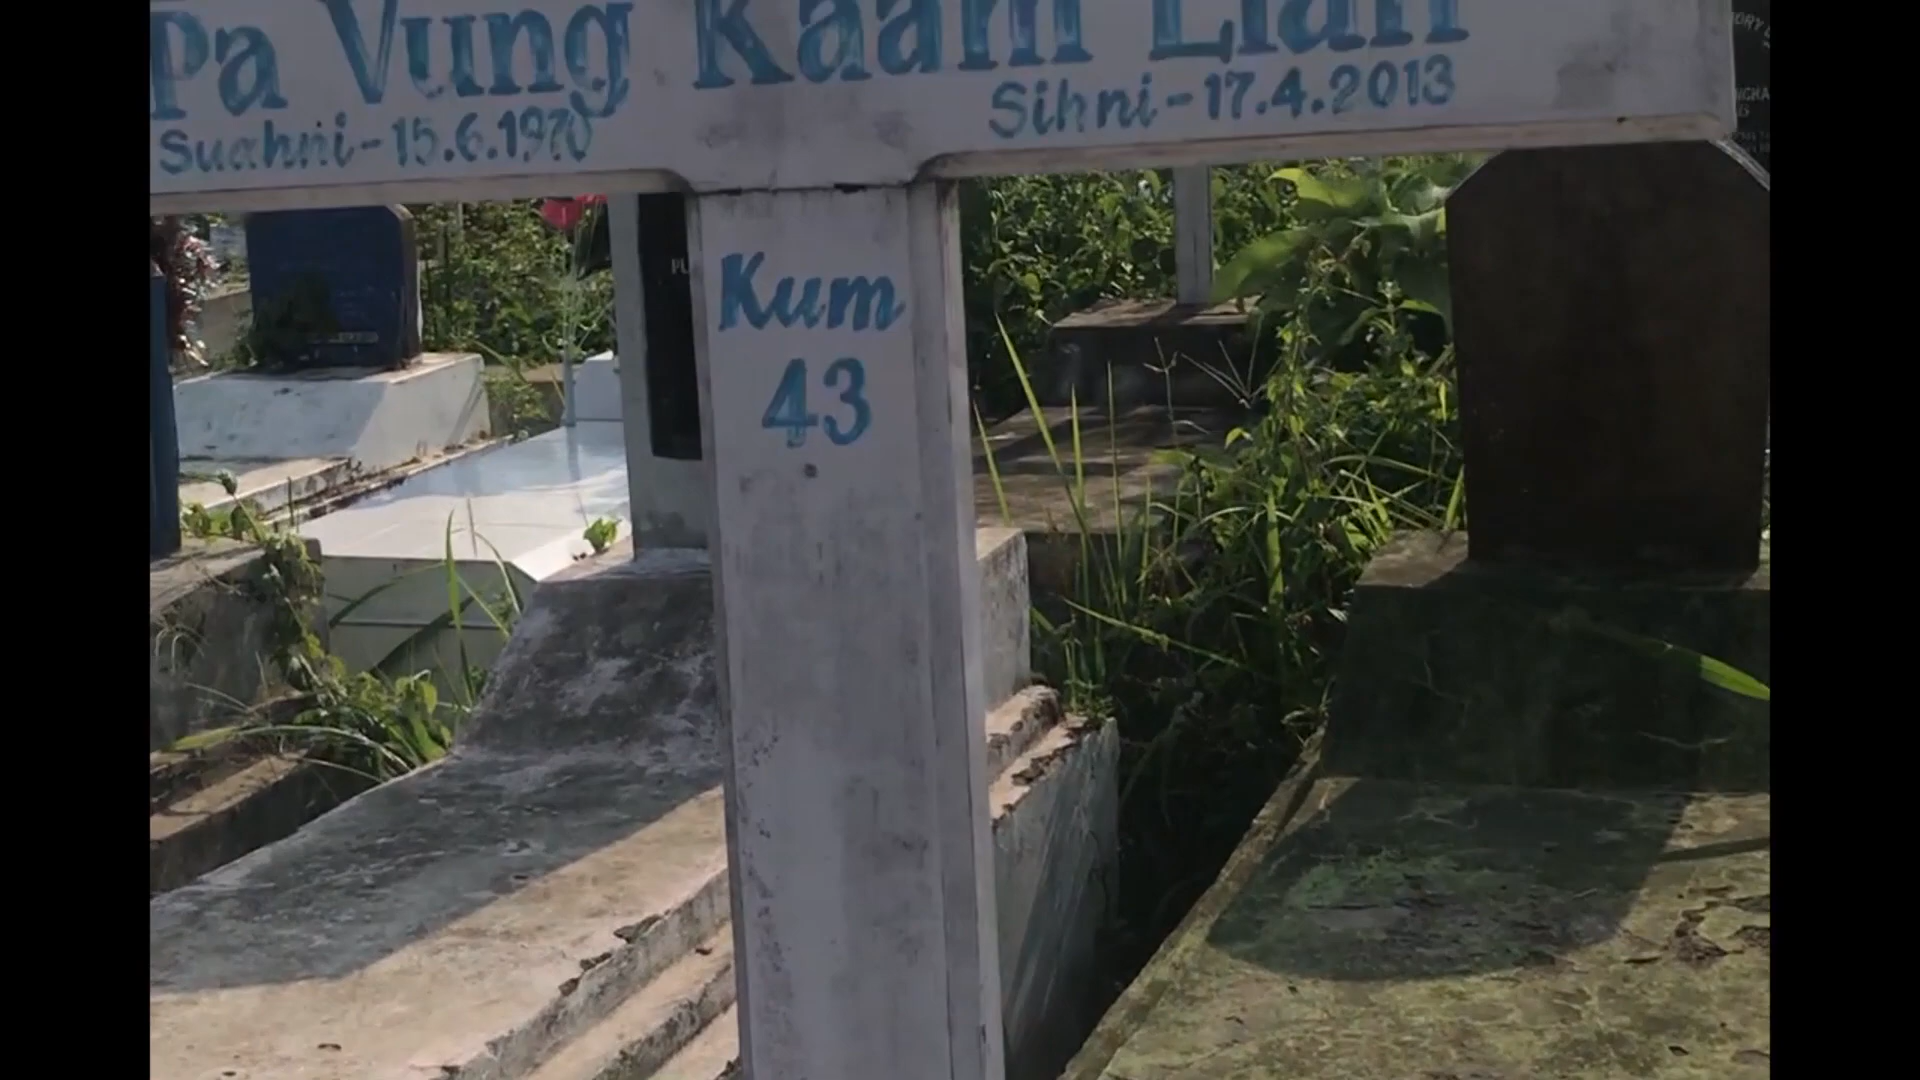 Pa Vung Kaam Lian
Suahni-15.6.1970
Sihni-17.4.2013
Kum
43